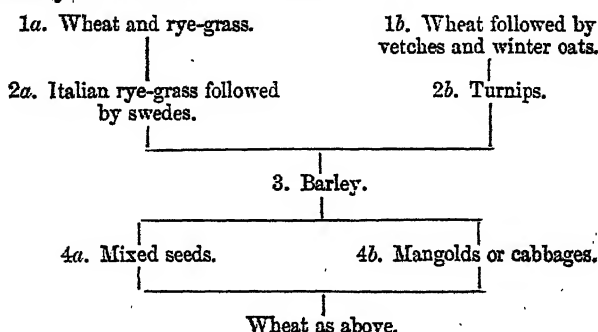 1a. Wheat and rye-grass.
1b. Wheat followed by
vetches and winter oats.
2a. Italian rye-grass followed
by swedes.
2b. Turnips.
3. Barley.
4a. Mixed seeds.
4b. Mangolds or cabbages.
Wheat as above.